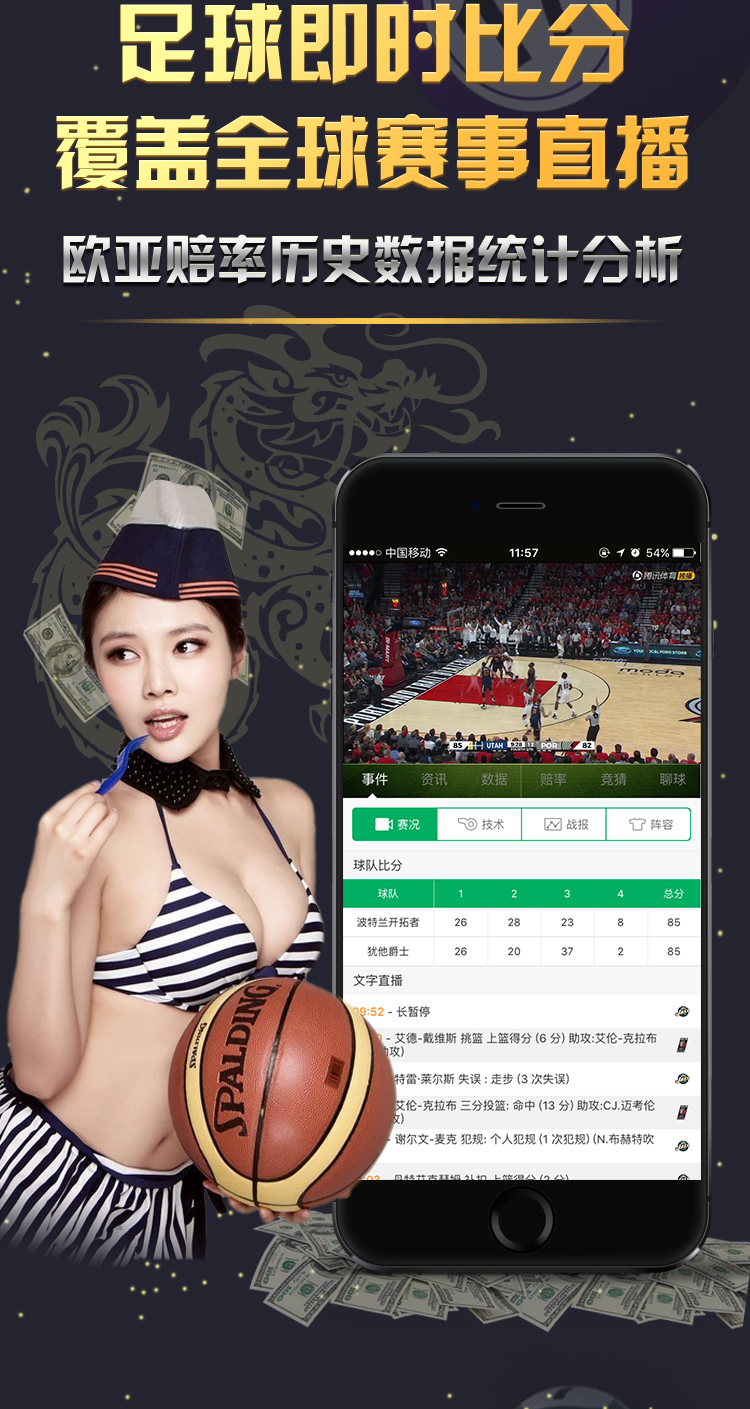 足球即时比分
覆盖全球赛事直播
欧亚赔率历史数据统计分析
中国移动
11:57
54%
腾讯体育 独播
85 UTAH POR 82
事件 资讯 数据 赔率 竞猜 聊球
赛况 技术 战报 阵容
球队比分
球队 1 2 3 4 总分
波特兰开拓者 26 28 23 8 85
犹他爵士 26 20 37 2 85
文字直播
09:52 - 长暂停
- 艾德-戴维斯 挑篮 上篮得分 (6 分) 助攻:艾伦-克拉布
助攻)
特雷·莱尔斯 失误 : 走步 (3 次失误)
艾伦-克拉布 三分投篮: 命中 (13 分) 助攻:CJ.迈考伦
攻)
- 谢尔文-麦克 犯规: 个人犯规 (1 次犯规) (N.布赫特吹
SPALDING